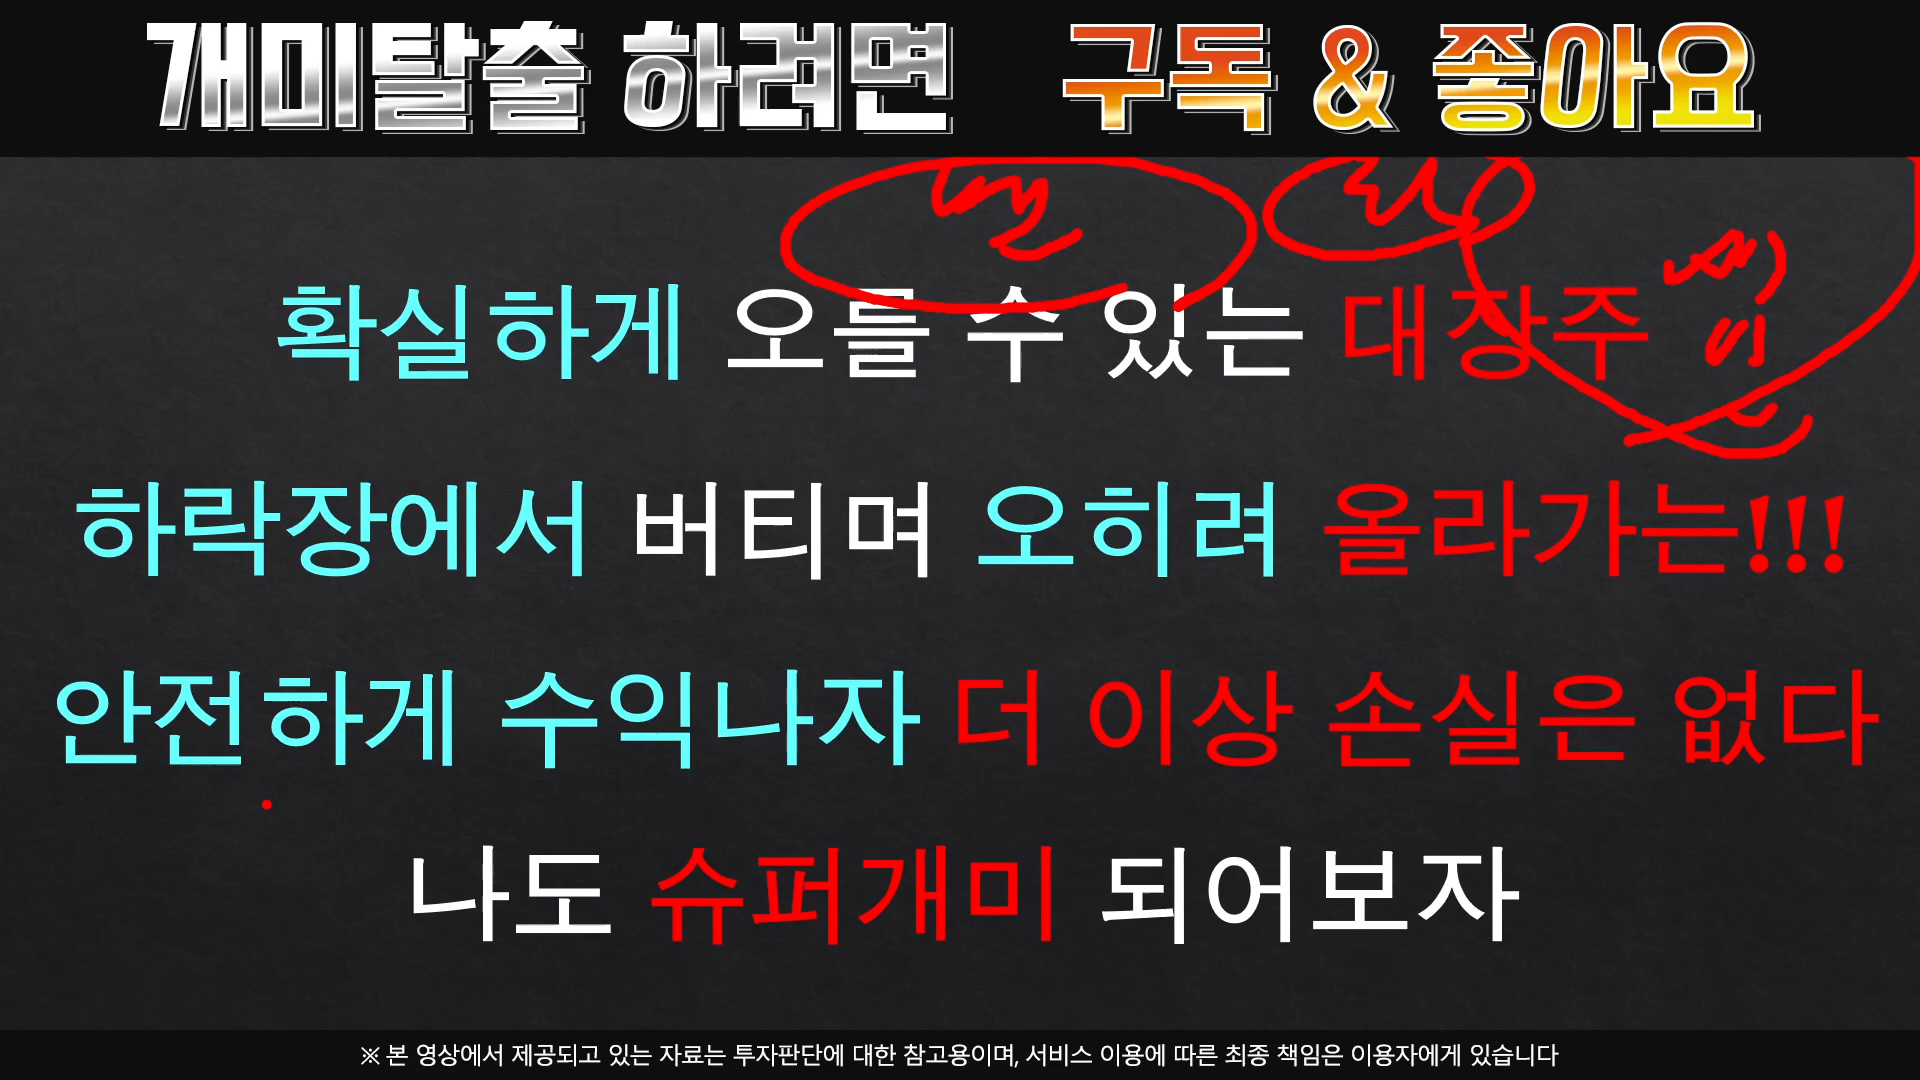 개미탈출 하려면 구독 & 좋아요
확실하게 오를 수 있는 대장주
하락장에서 버티며 오히려 올라가는!!!
안전하게 수익나자 더 이상 손실은 없다
나도 슈퍼개미 되어보자
※ 본 영상에서 제공되고 있는 자료는 투자판단에 대한 참고용이며, 서비스 이용에 따른 최종 책임은 이용자에게 있습니다